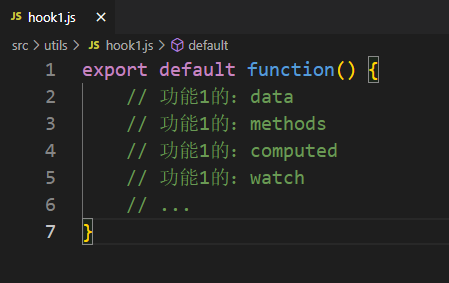 JS hook1.js ×
src > utils > JS hook1.js > default
1 export default function() {
2 // 功能1的：data
3 // 功能1的：methods
4 // 功能1的：computed
5 // 功能1的：watch
6 // ...
7 }